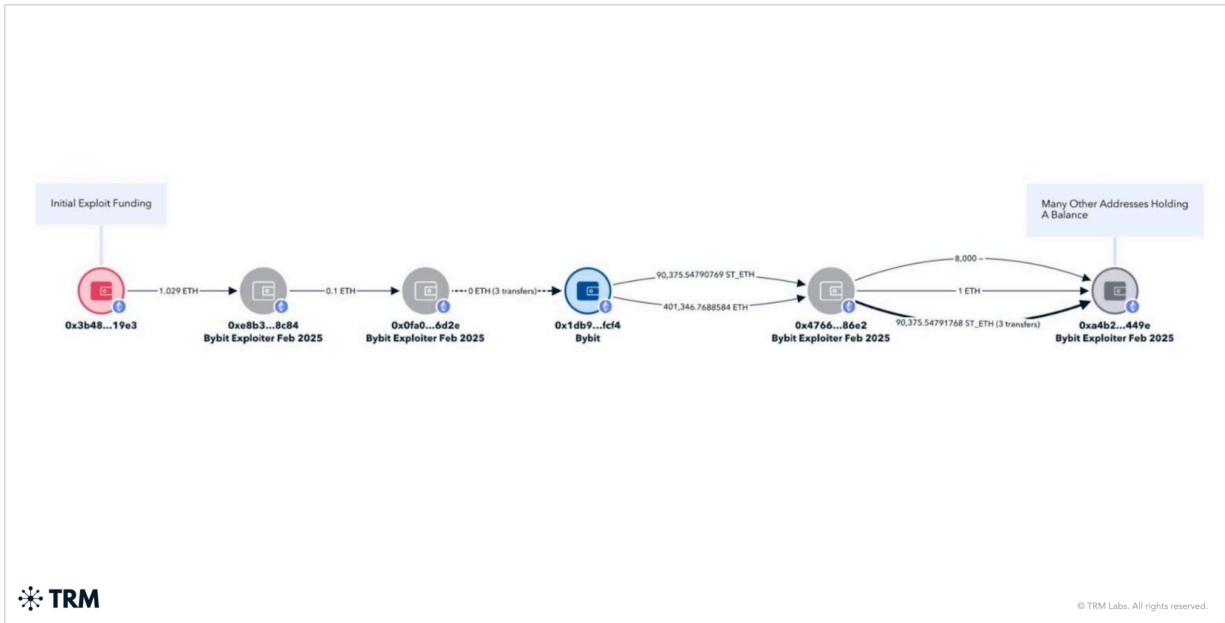 Initial Exploit Funding
Many Other Addresses Holding
A Balance
1.029 ETH
0.1 ETH
0 ETH (3 transfers)
90,375.54790769 ST_ETH
401,346.7688584 ETH
8,000 –
1 ETH
90,375.54791768 ST_ETH (3 transfers)
0x3b48...19e3
0xe8b3...8c84
Bybit Exploiter Feb 2025
0x0fa0...6d2e
Bybit Exploiter Feb 2025
0x1db9...fcf4
Bybit
0x4766...86e2
Bybit Exploiter Feb 2025
0xa4b2...449e
Bybit Exploiter Feb 2025
TRM
© TRM Labs. All rights reserved.